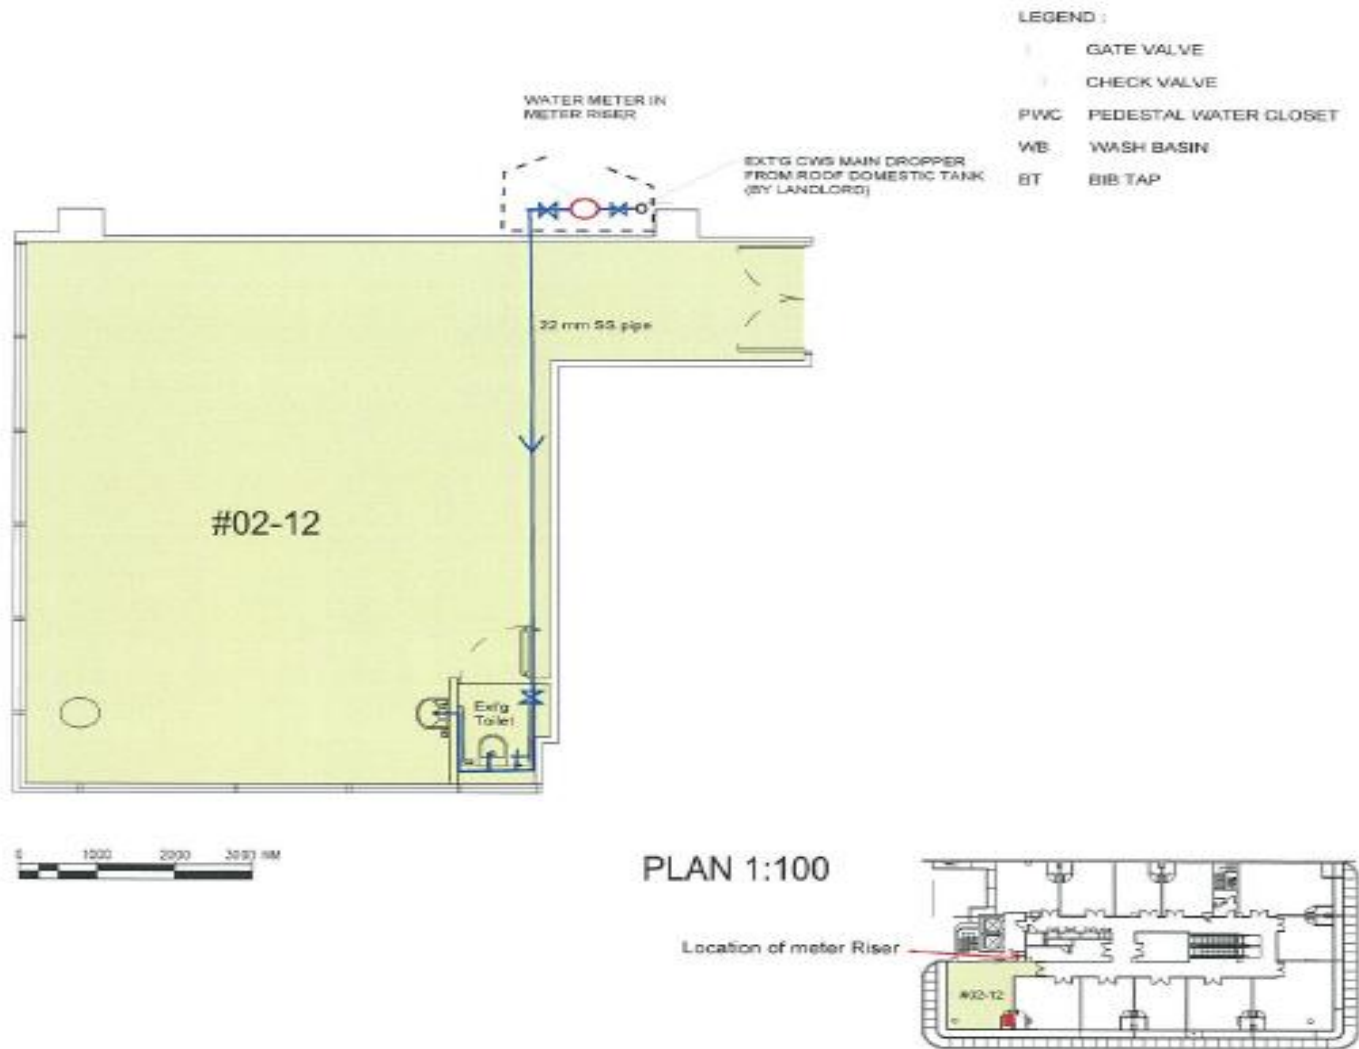 LEGEND :
GATE VALVE
CHECK VALVE
PWC PEDESTAL WATER CLOSET
WB WASH BASIN
BT BIB TAP
WATER METER IN
METER RISER
EXT'G CWS MAIN DROPPER
FROM ROOF DOMESTIC TANK
(BY LANDLORD)
22 mm SS pipe
#02-12
Ext'g
Toilet
0 1000 2000 3000 MM
PLAN 1:100
Location of meter Riser
#02-12